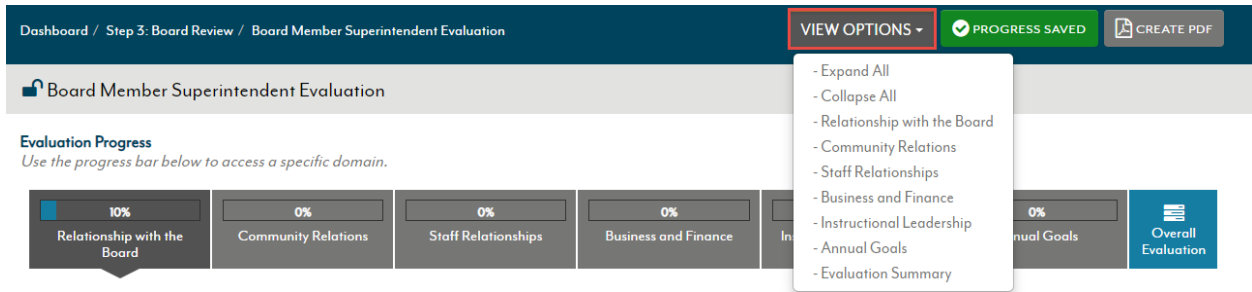 Dashboard / Step 3: Board Review / Board Member Superintendent Evaluation
VIEW OPTIONS
PROGRESS SAVED
CREATE PDF
- Expand All
- Collapse All
- Relationship with the Board
- Community Relations
- Staff Relationships
- Business and Finance
- Instructional Leadership
- Annual Goals
- Evaluation Summary
Board Member Superintendent Evaluation
Evaluation Progress
Use the progress bar below to access a specific domain.
10%
Relationship with the
Board
0%
Community Relations
0%
Staff Relationships
0%
Business and Finance
0%
Overall
Evaluation